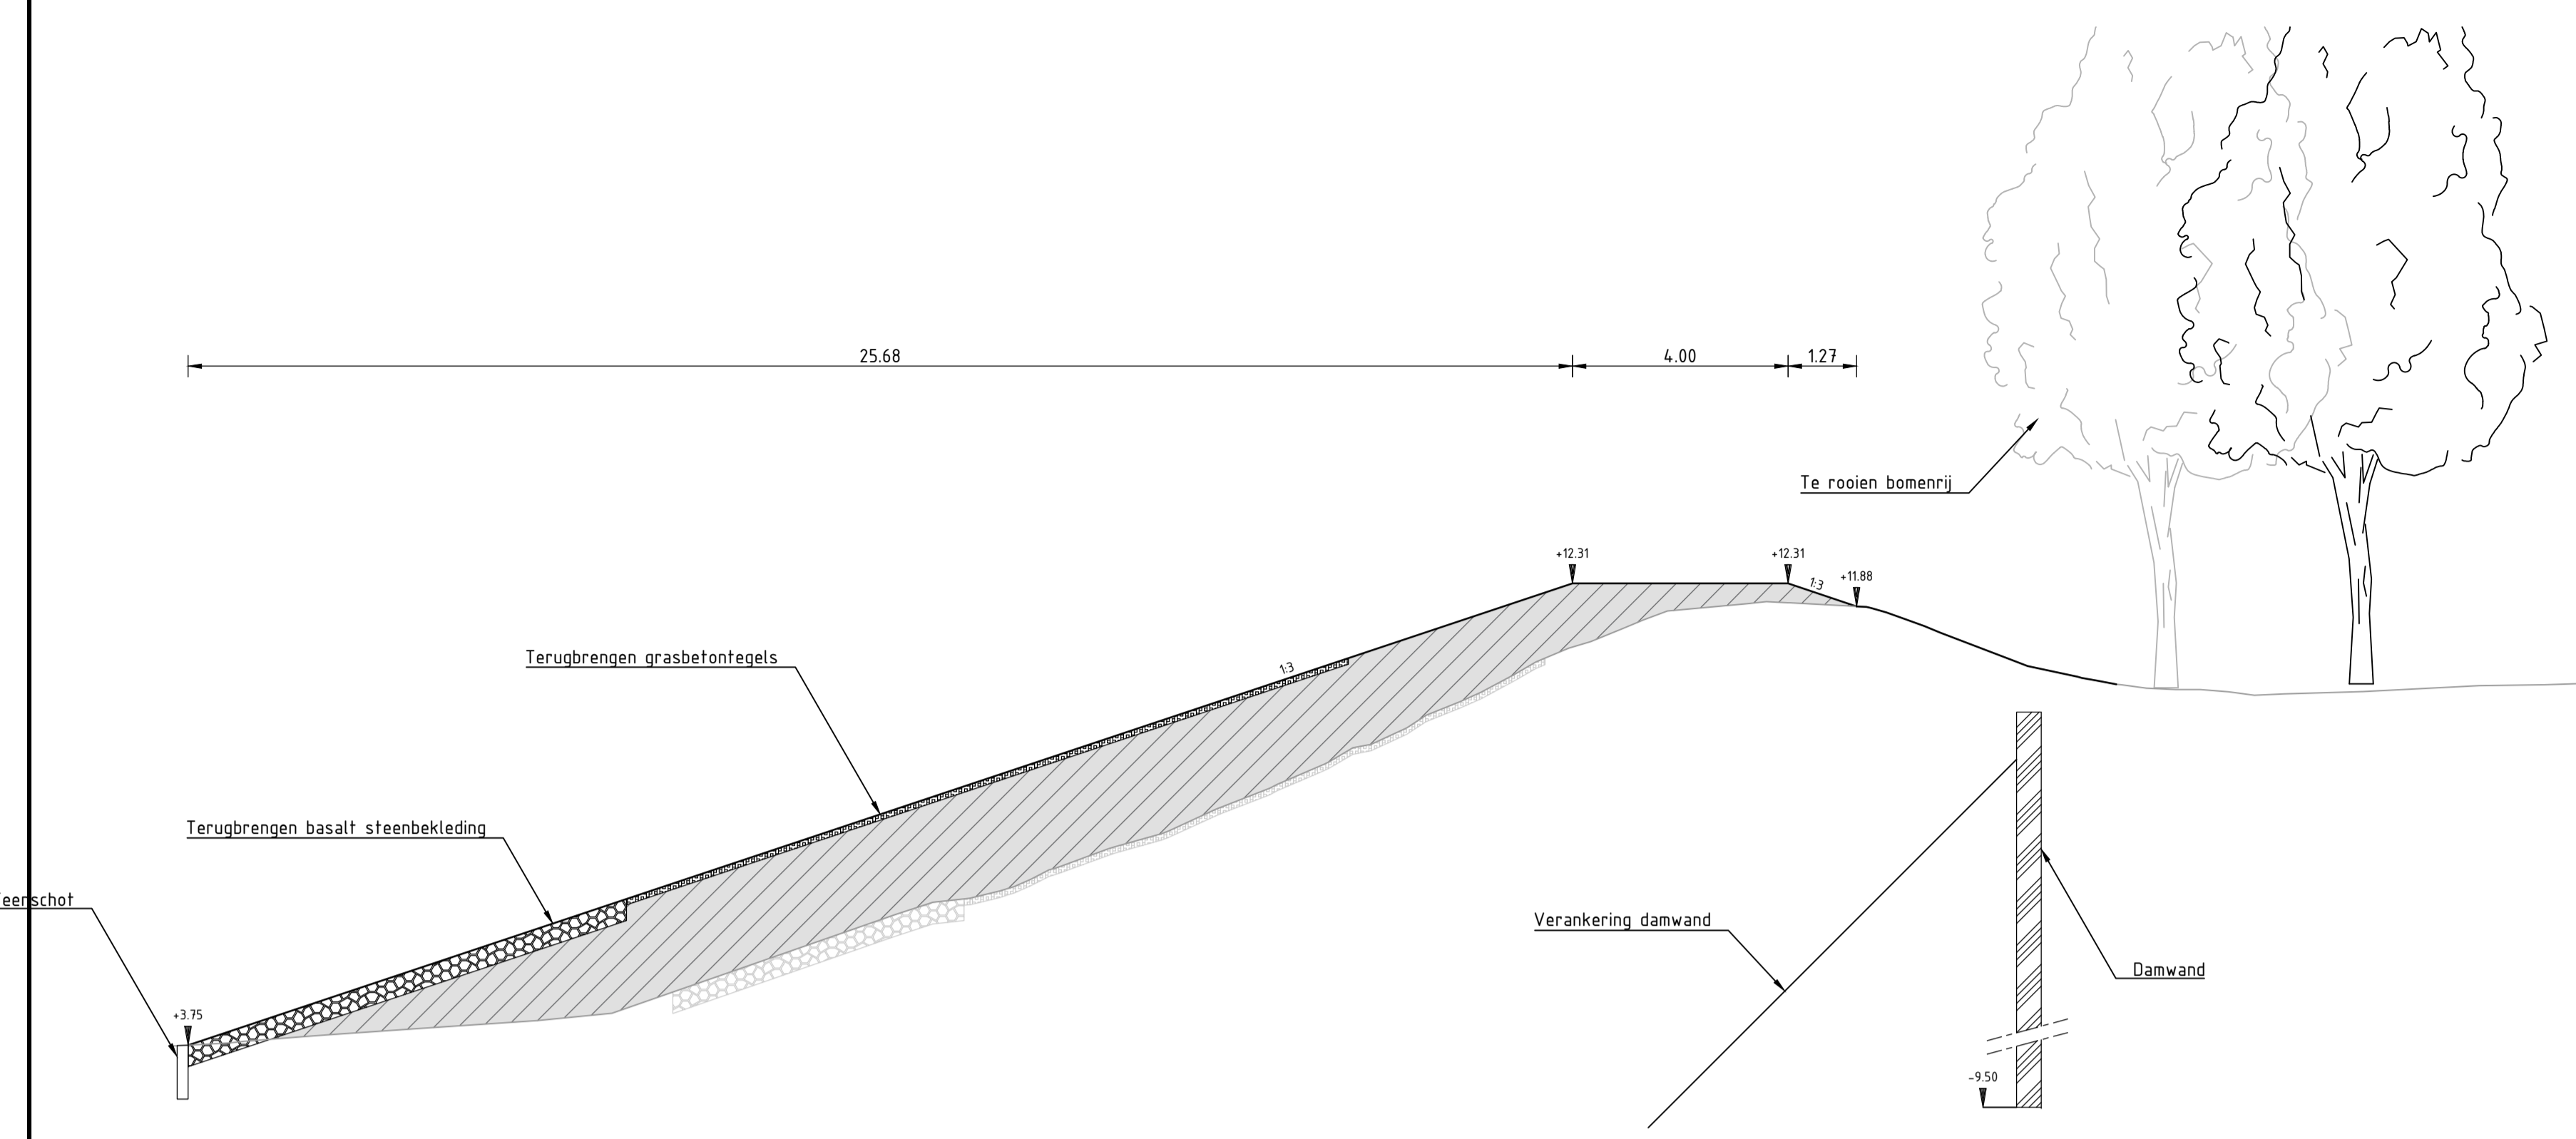 25.68
4.00
1.27
Te rooien bomenrij
+12.31
+12.31
1:3
+11.88
Terugbrengen grasbetontegels
1:3
Terugbrengen basalt steenbekleding
eenschot
Verankering damwand
Damwand
+3.75
-9.50